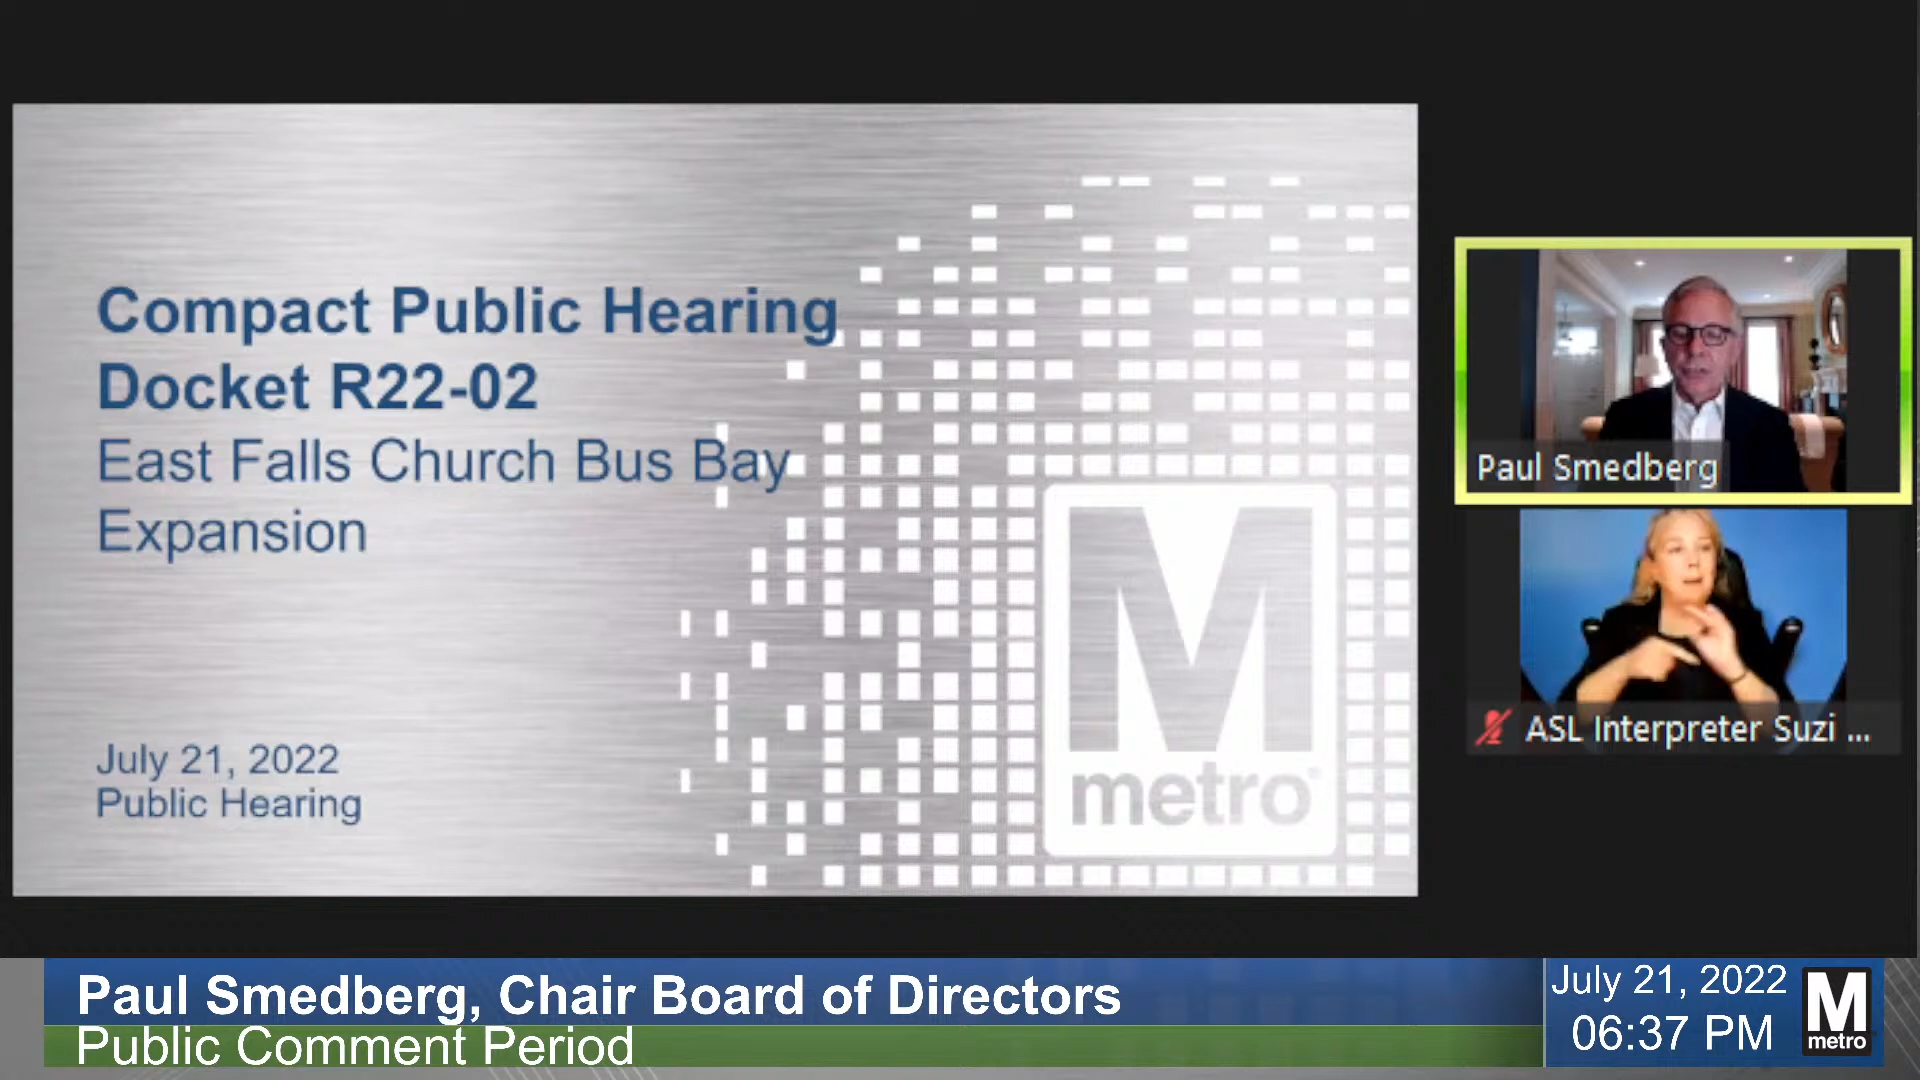 Compact Public Hearing
Docket R22-02
East Falls Church Bus Bay
Expansion
July 21, 2022
Public Hearing
M
metro
Paul Smedberg
ASL Interpreter Suzi ...
Paul Smedberg, Chair Board of Directors
Public Comment Period
July 21, 2022
06:37 PM
M
metro